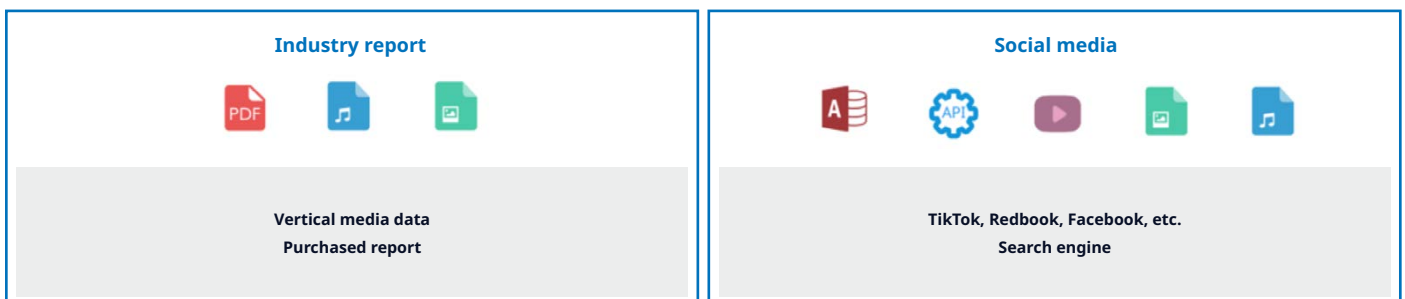 Industry report
PDF
Vertical media data
Purchased report
Social media
A
API
TikTok, Redbook, Facebook, etc.
Search engine